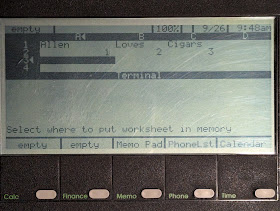 empty 100% 9/26 9:48am
A B C D
1 Allen Loves Cigars
2 1 2 3
3
4
Terminal
Select where to put worksheet in memory
empty empty Memo Pad PhoneLst Calendar
Calc Finance Memo Phone Time